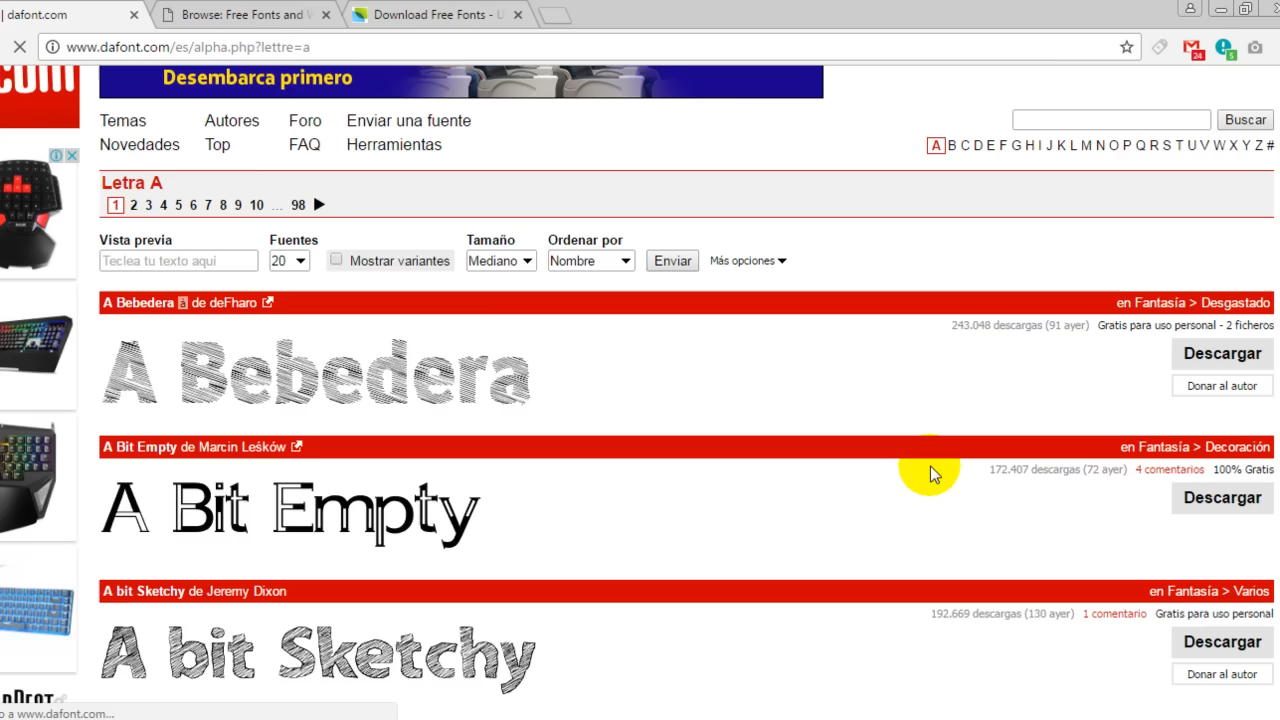 | dafont.com
Browse: Free Fonts and W
Download Free Fonts - U
www.dafont.com/es/alpha.php?lettre=a
24
5
com
Desembarca primero
Temas Autores Foro Enviar una fuente
Novedades Top FAQ Herramientas
Buscar
A B C D E F G H I J K L M N O P Q R S T U V W X Y Z #
Letra A
1 2 3 4 5 6 7 8 9 10 ... 98
Vista previa Fuentes Tamaño Ordenar por
Teclea tu texto aquí 20 Mostrar variantes Mediano Nombre Enviar Más opciones
A Bebedera à de deFharo en Fantasía > Desgastado
243.048 descargas (91 ayer) Gratis para uso personal - 2 ficheros
A Bebedera
Descargar
Donar al autor
A Bit Empty de Marcin Leśków en Fantasía > Decoración
172.407 descargas (72 ayer) 4 comentarios 100% Gratis
A Bit Empty
Descargar
A bit Sketchy de Jeremy Dixon en Fantasía > Varios
192.669 descargas (130 ayer) 1 comentario Gratis para uso personal
A bit Sketchy
Descargar
Donar al autor
o a www.dafont.com...